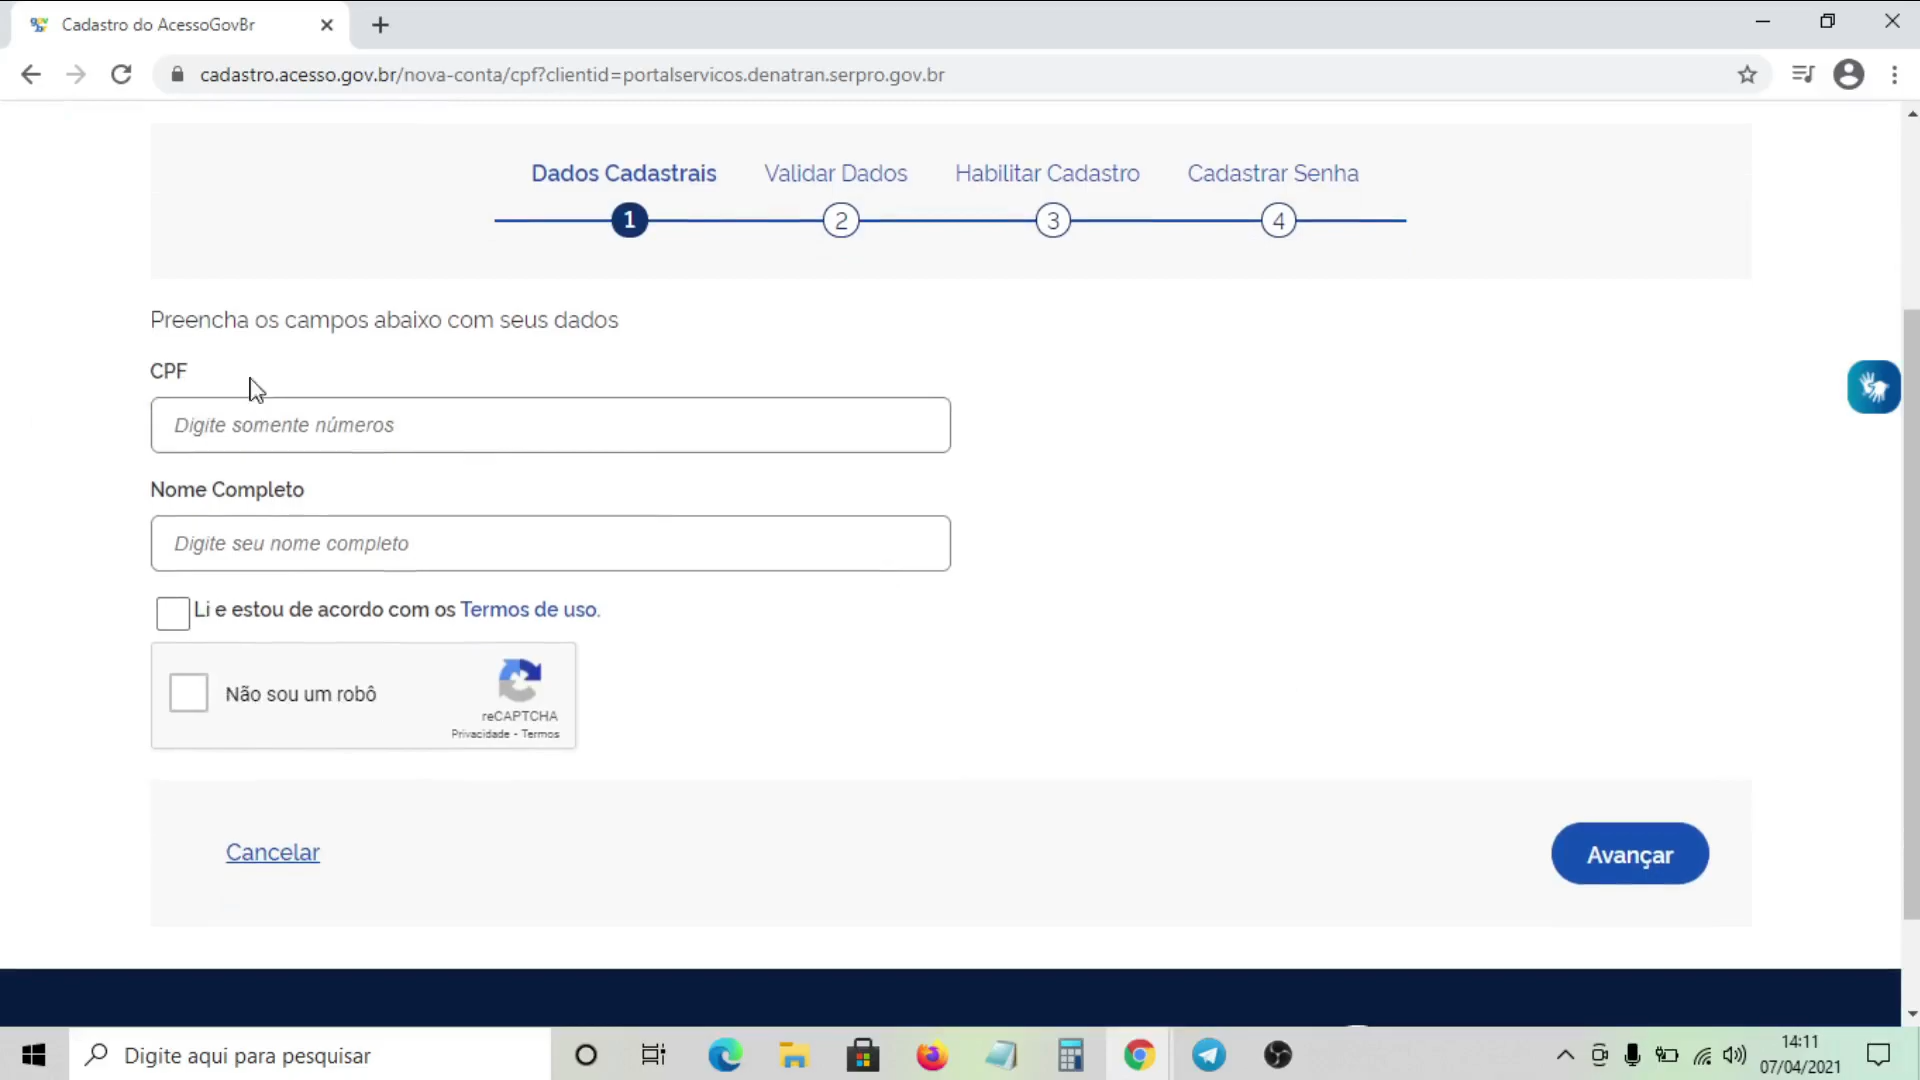 Cadastro do AcessoGovBr
cadastro.acesso.gov.br/nova-conta/cpf?clientid=portalservicos.denatran.serpro.gov.br
Dados Cadastrais Validar Dados Habilitar Cadastro Cadastrar Senha
1 2 3 4
Preencha os campos abaixo com seus dados
CPF
Digite somente números
Nome Completo
Digite seu nome completo
Li e estou de acordo com os Termos de uso.
Não sou um robô
reCAPTCHA
Privacidade - Termos
Cancelar
Avançar
Digite aqui para pesquisar
14:11
07/04/2021